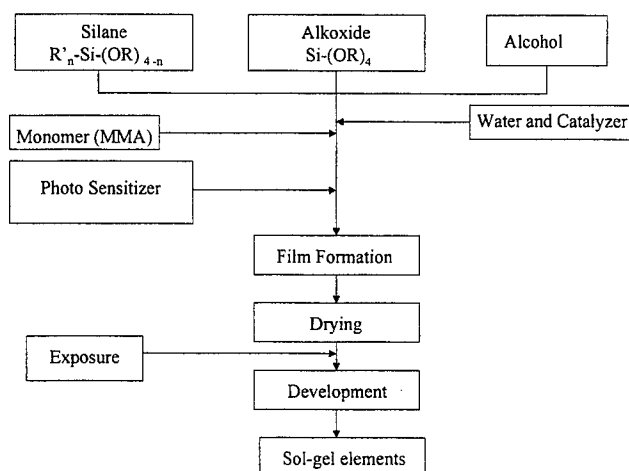 Silane
R'n-Si-(OR) 4-n
Alkoxide
Si-(OR)4
Alcohol
Water and Catalyzer
Monomer (MMA)
Photo Sensitizer
Film Formation
Drying
Exposure
Development
Sol-gel elements